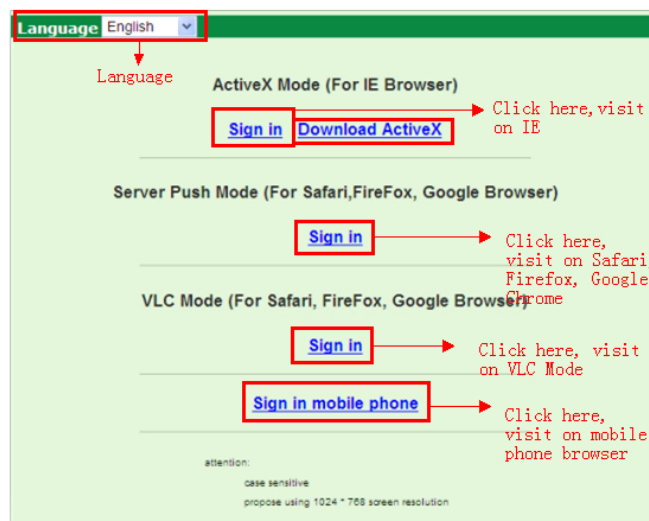 Language English
Language
ActiveX Mode (For IE Browser)
Sign in Download ActiveX
Click here, visit
on IE
Server Push Mode (For Safari,FireFox, Google Browser)
Sign in
Click here,
visit on Safari
Firefox, Google
Chrome
VLC Mode (For Safari, FireFox, Google Browser)
Sign in
Click here, visit
on VLC Mode
Sign in mobile phone
Click here,
visit on mobile
phone browser
attention:
case sensitive
propose using 1024 * 768 screen resolution